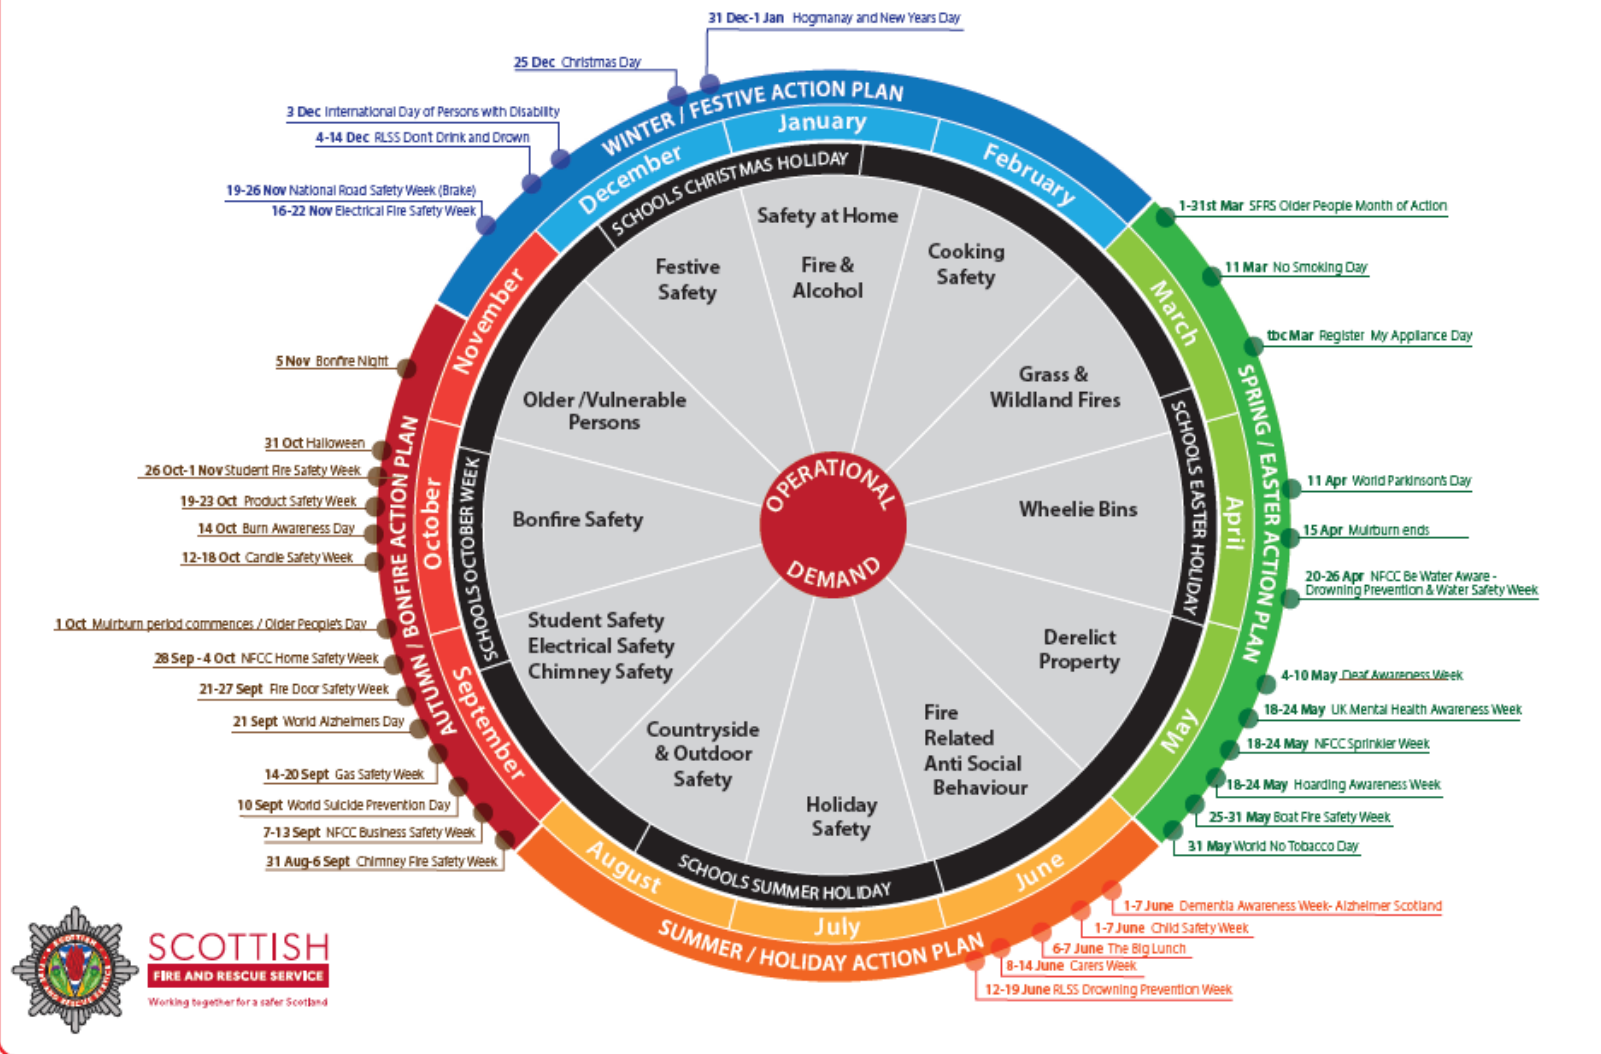 31 Dec-1 Jan Hogmanay and New Years Day
25 Dec Christmas Day
3 Dec International Day of Persons with Disability
4-14 Dec RLSS Don't Drink and Drown
19-26 Nov National Road Safety Week (Brake)
16-22 Nov Electrical Fire Safety Week
5 Nov Bonfire Night
31 Oct Halloween
26 Oct-1 Nov Student Fire Safety Week
19-23 Oct Product Safety Week
14 Oct Burn Awareness Day
12-18 Oct Candle Safety Week
1 Oct Muirburn period commences / Older People's Day
28 Sep - 4 Oct NFCC Home Safety Week
21-27 Sept Fire Door Safety Week
21 Sept World Alzheimers Day
14-20 Sept Gas Safety Week
10 Sept World Suicide Prevention Day
7-13 Sept NFCC Business Safety Week
31 Aug-6 Sept Chimney Fire Safety Week
WINTER / FESTIVE ACTION PLAN
SPRING / EASTER ACTION PLAN
SUMMER / HOLIDAY ACTION PLAN
AUTUMN / BONFIRE ACTION PLAN
January
February
March
April
May
June
July
August
September
October
November
December
SCHOOLS CHRISTMAS HOLIDAY
SCHOOLS EASTER HOLIDAY
SCHOOLS SUMMER HOLIDAY
SCHOOLS OCTOBER WEEK
Safety at Home
Fire &
Alcohol
Cooking
Safety
Grass &
Wildland Fires
Wheelie Bins
Derelict
Property
Fire
Related
Anti Social
Behaviour
Holiday
Safety
Countryside
& Outdoor
Safety
Student Safety
Electrical Safety
Chimney Safety
Bonfire Safety
Older /Vulnerable
Persons
Festive
Safety
OPERATIONAL
DEMAND
1-31st Mar SFRS Older People Month of Action
11 Mar No Smoking Day
tbc Mar Register My Appliance Day
11 Apr World Parkinson's Day
15 Apr Muirburn ends
20-26 Apr NFCC Be Water Aware -
Drowning Prevention & Water Safety Week
4-10 May Deaf Awareness Week
18-24 May UK Mental Health Awareness Week
18-24 May NFCC Sprinkler Week
18-24 May Hoarding Awareness Week
25-31 May Boat Fire Safety Week
31 May World No Tobacco Day
1-7 June Dementia Awareness Week- Alzheimer Scotland
1-7 June Child Safety Week
6-7 June The Big Lunch
8-14 June Carers Week
12-19 June RLSS Drowning Prevention Week
SCOTTISH
FIRE AND RESCUE SERVICE
Working together for a safer Scotland